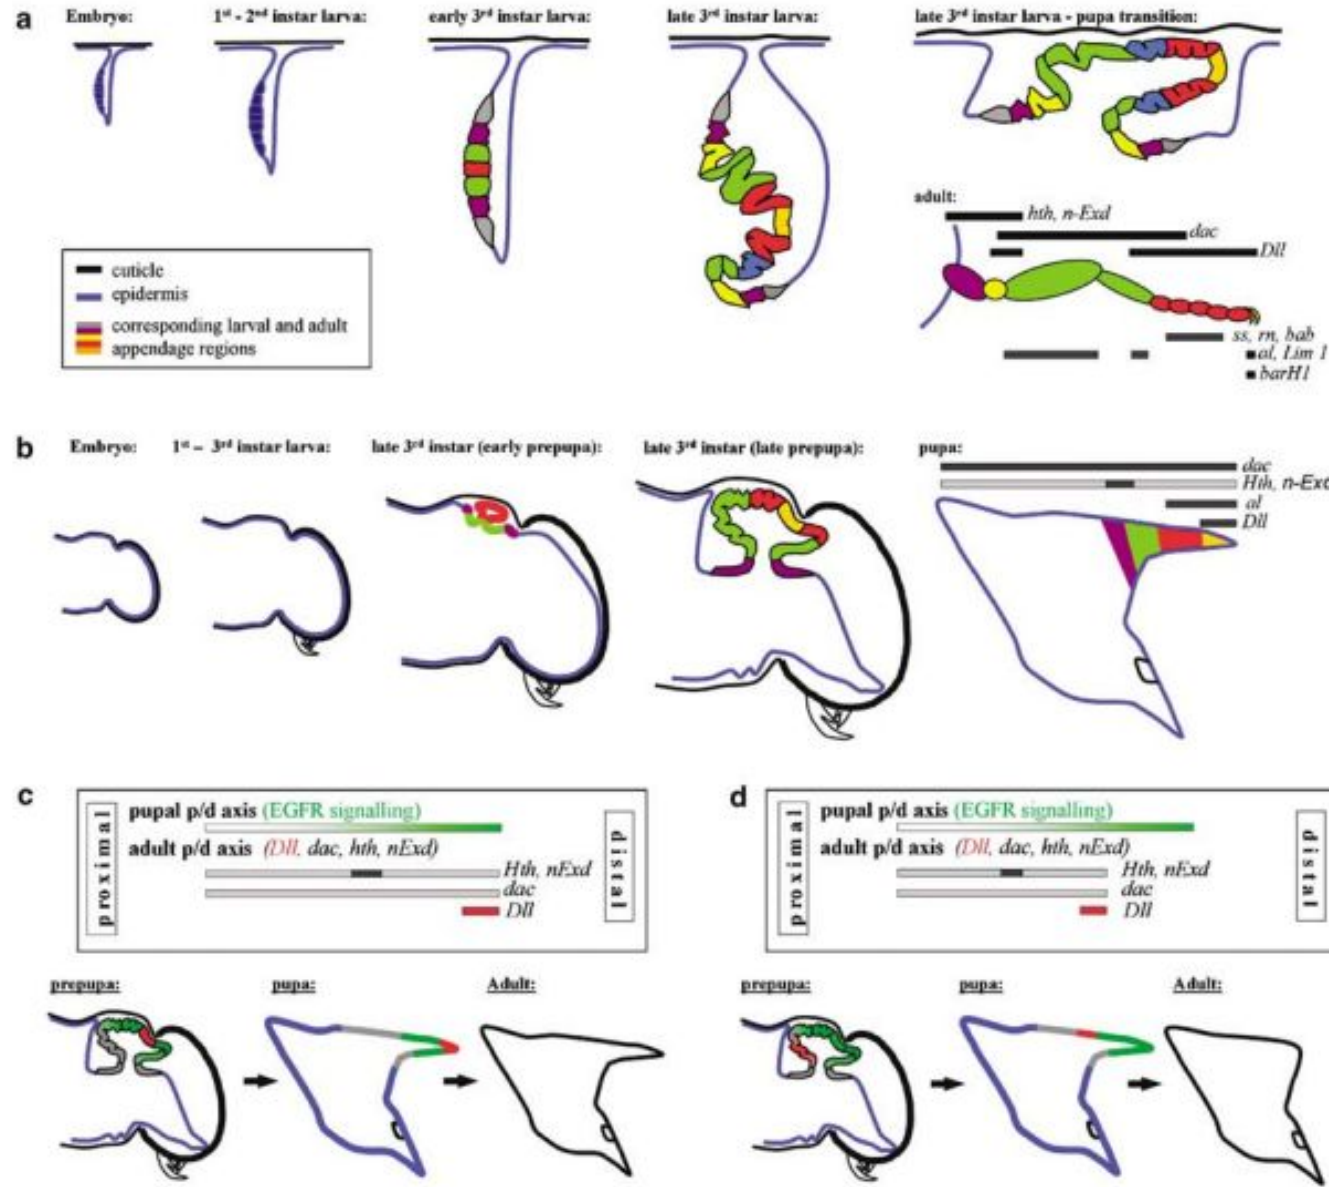 a
Embryo:
1st - 2nd instar larva:
early 3rd instar larva:
late 3rd instar larva:
late 3rd instar larva - pupa transition:
cuticle
epidermis
corresponding larval and adult
appendage regions
adult:
hth, n-Exd
dac
Dll
ss, rn, bab
al, Lim 1
barH1
b
Embryo:
1st – 3rd instar larva:
late 3rd instar (early prepupa):
late 3rd instar (late prepupa):
pupa:
dac
Hth, n-Exd
al
Dll
c
proximal
pupal p/d axis (EGFR signalling)
adult p/d axis (Dll, dac, hth, nExd)
Hth, nExd
dac
Dll
distal
prepupa:
pupa:
Adult:
d
proximal
pupal p/d axis (EGFR signalling)
adult p/d axis (Dll, dac, hth, nExd)
Hth, nExd
dac
Dll
distal
prepupa:
pupa:
Adult: